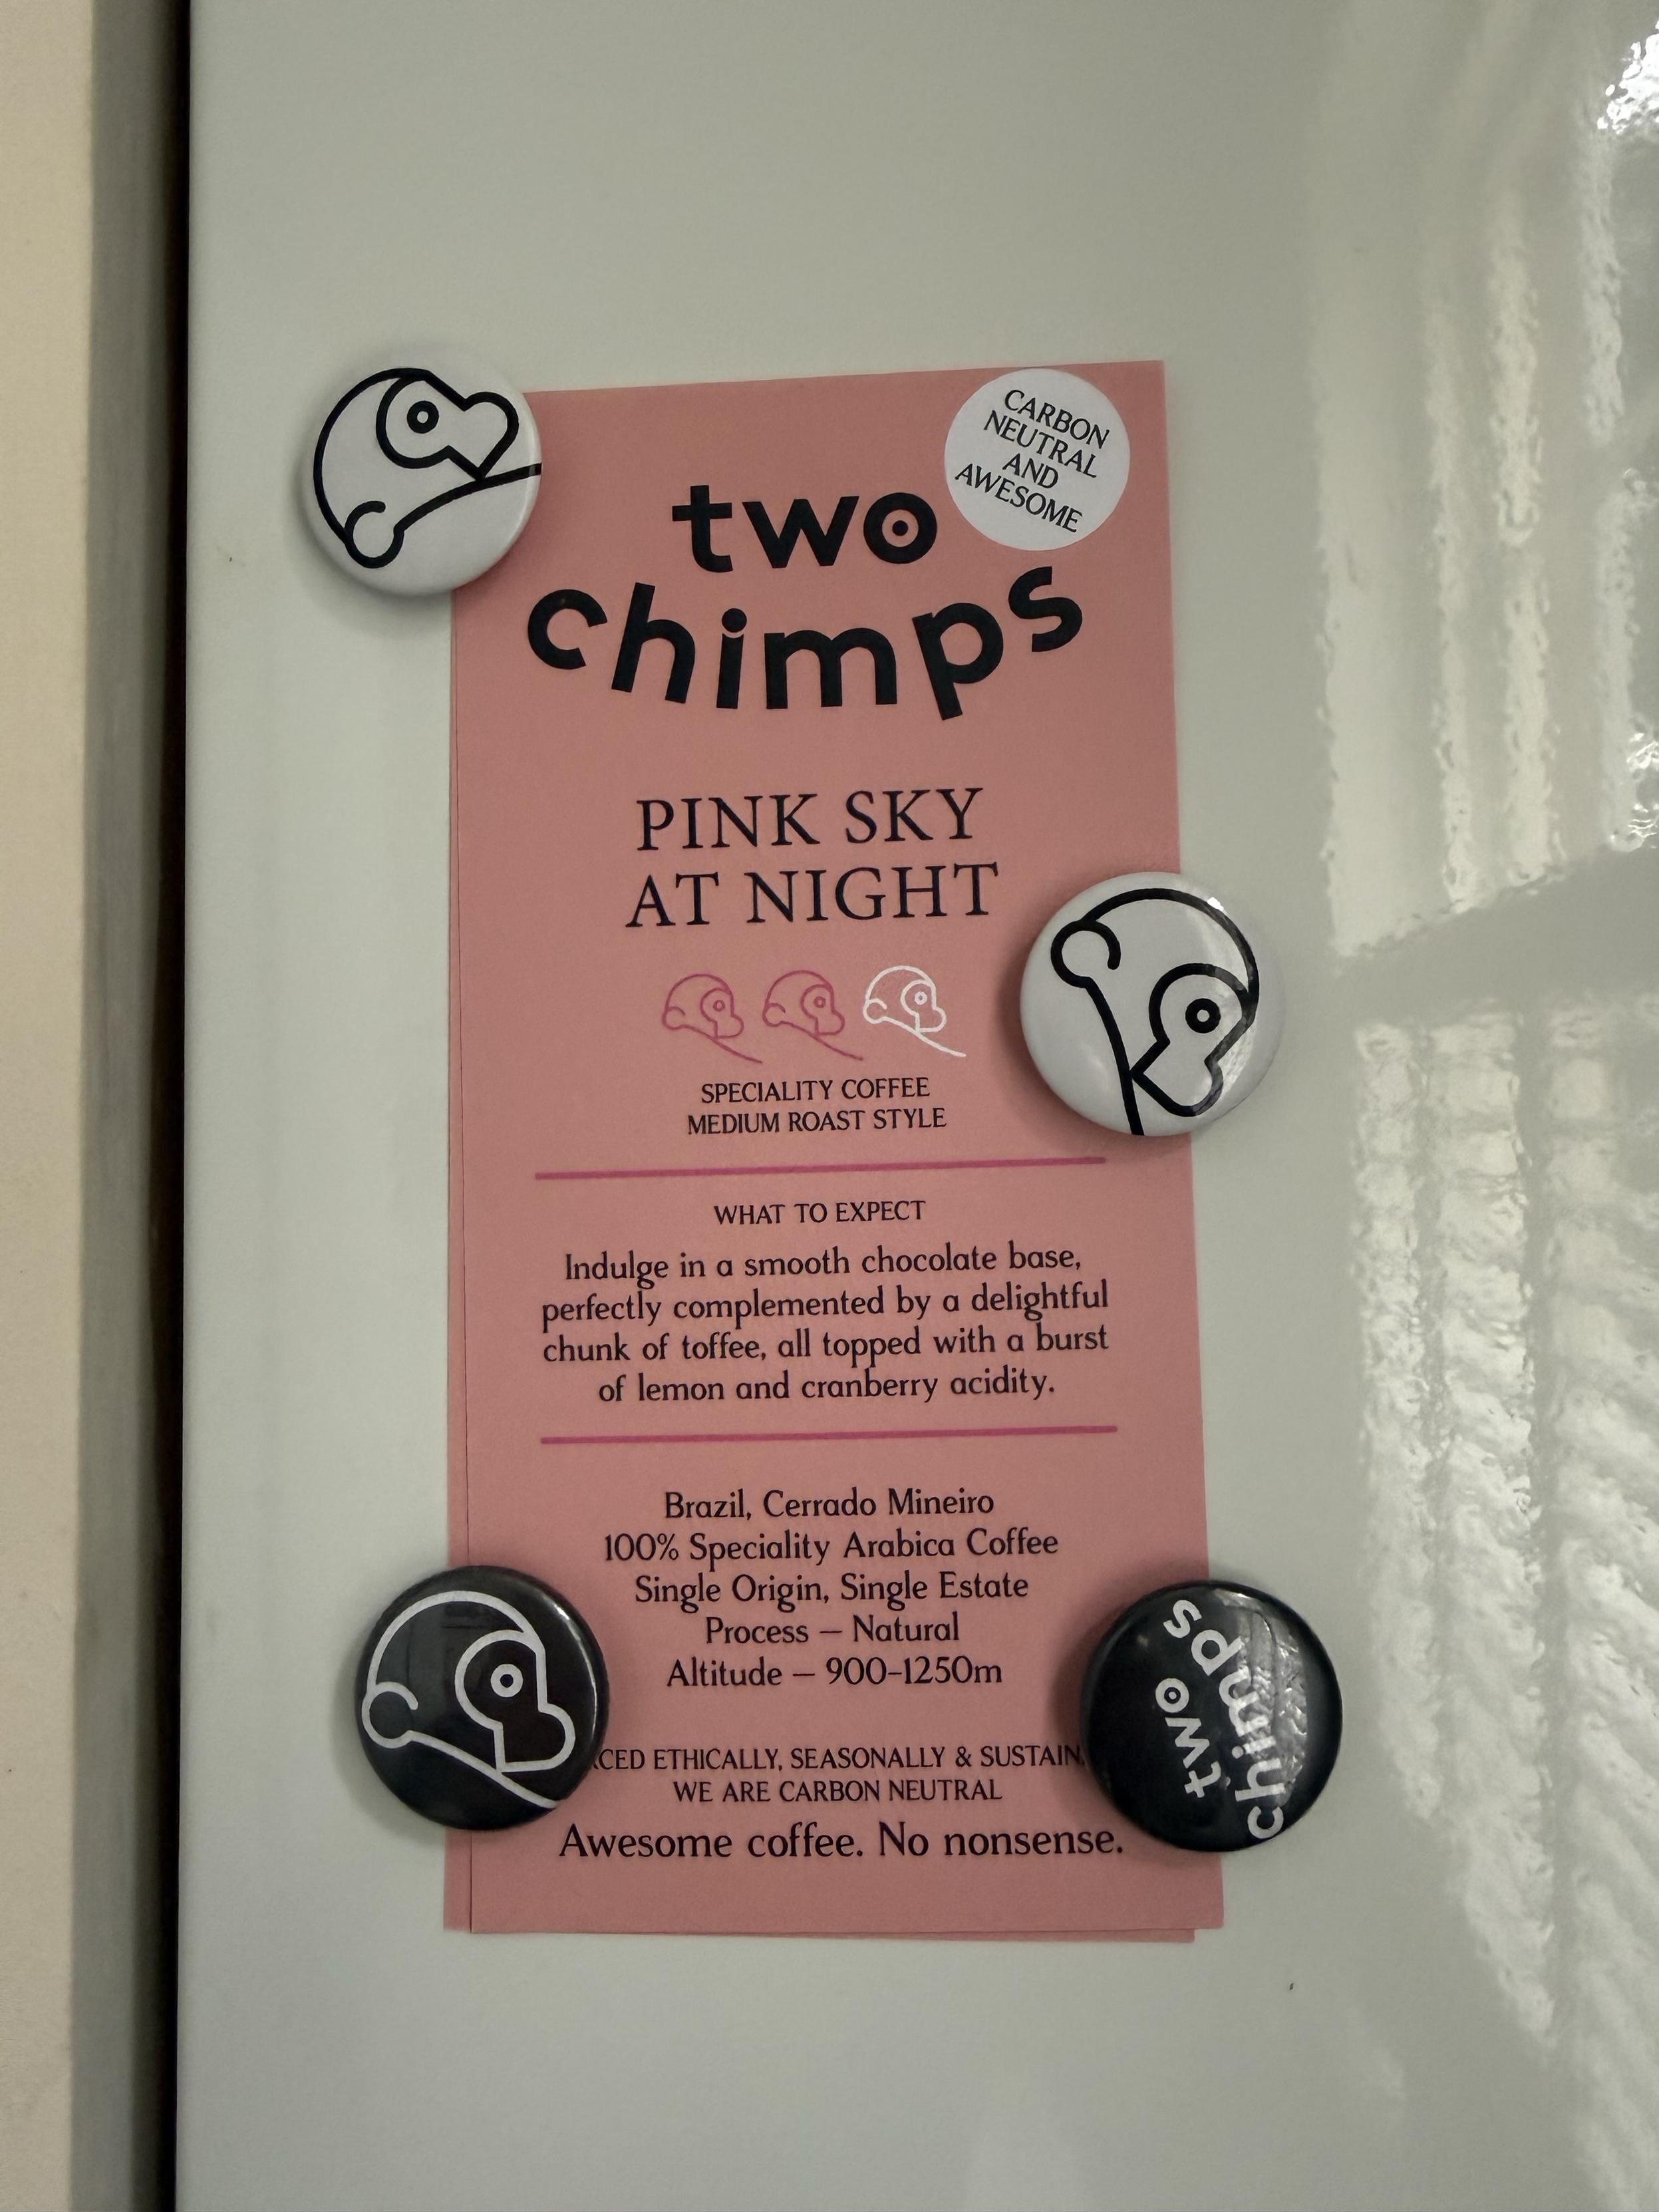 CARBON
NEUTRAL
AND
AWESOME
two
chimps
PINK SKY
AT NIGHT
SPECIALITY COFFEE
MEDIUM ROAST STYLE
WHAT TO EXPECT
Indulge in a smooth chocolate base,
perfectly complemented by a delightful
chunk of toffee, all topped with a burst
of lemon and cranberry acidity.
Brazil, Cerrado Mineiro
100% Speciality Arabica Coffee
Single Origin, Single Estate
Process – Natural
Altitude – 900-1250m
ETHICALLY, SEASONALLY &
WE ARE CARBON NEUTRAL
Awesome coffee. No nonsense.
two
chimps